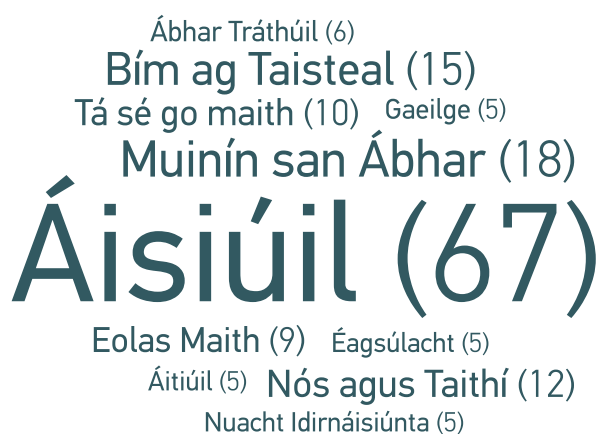 Ábhar Tráthúil (6)
Bím ag Taisteal (15)
Tá sé go maith (10) Gaeilge (5)
Muinín san Ábhar (18)
Áisiúil (67)
Eolas Maith (9) Éagsúlacht (5)
Áitiúil (5) Nós agus Taithí (12)
Nuacht Idirnáisiúnta (5)